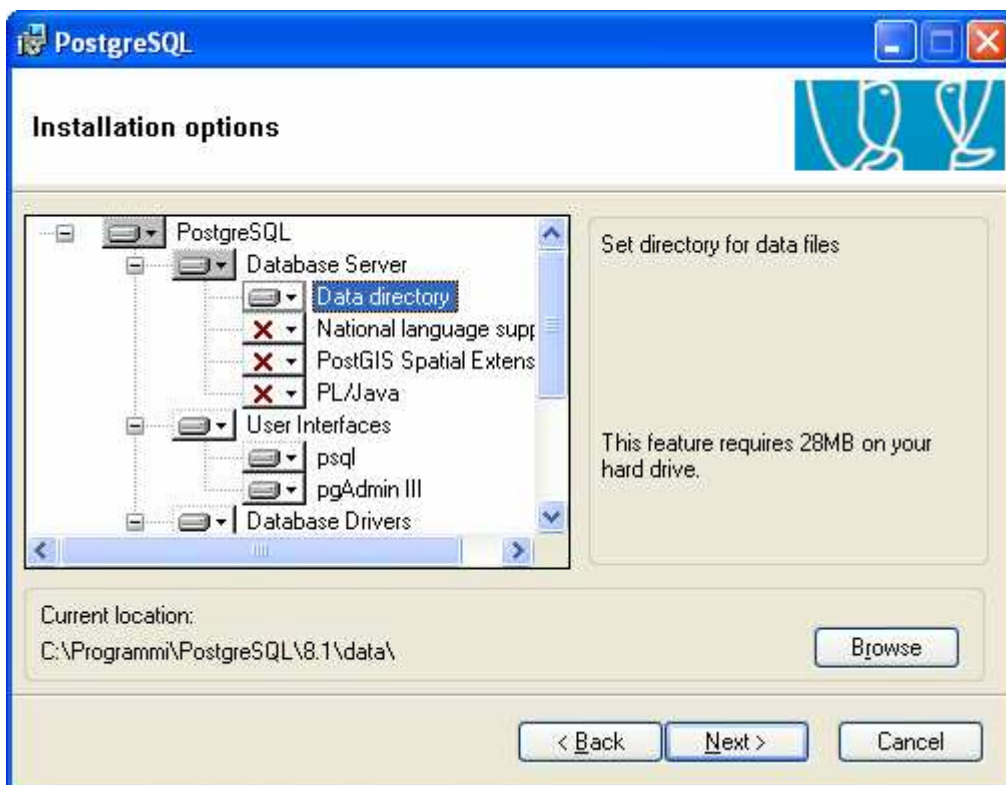 PostgreSQL
Installation options
PostgreSQL
Database Server
Data directory
National language supp
PostGIS Spatial Extens
PL/Java
User Interfaces
psql
pgAdmin III
Database Drivers
Set directory for data files
This feature requires 28MB on your
hard drive.
Current location:
C:\Programmi\PostgreSQL\8.1\data\
Browse
< Back
Next >
Cancel